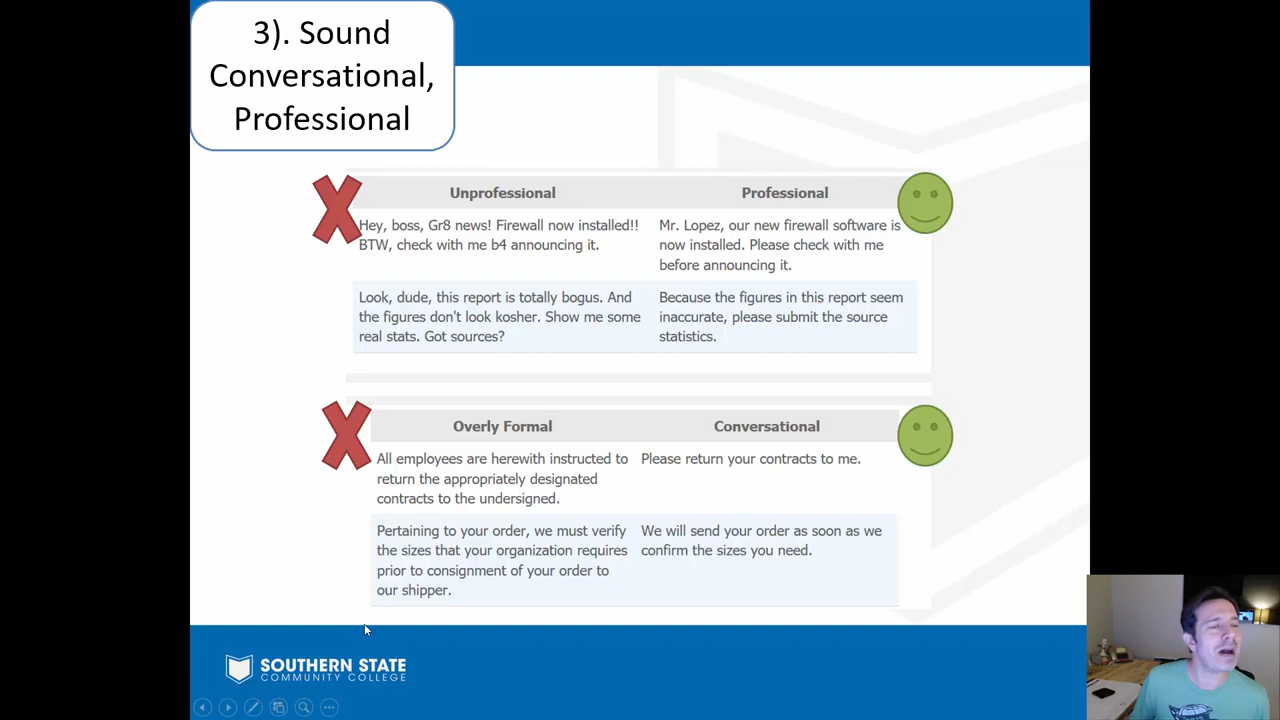 3). Sound
Conversational,
Professional
Unprofessional
Professional
Hey, boss, Gr8 news! Firewall now installed!!
BTW, check with me b4 announcing it.
Mr. Lopez, our new firewall software is
now installed. Please check with me
before announcing it.
Look, dude, this report is totally bogus. And
the figures don't look kosher. Show me some
real stats. Got sources?
Because the figures in this report seem
inaccurate, please submit the source
statistics.
Overly Formal
Conversational
All employees are herewith instructed to
return the appropriately designated
contracts to the undersigned.
Please return your contracts to me.
Pertaining to your order, we must verify
the sizes that your organization requires
prior to consignment of your order to
our shipper.
We will send your order as soon as we
confirm the sizes you need.
SOUTHERN STATE
COMMUNITY COLLEGE